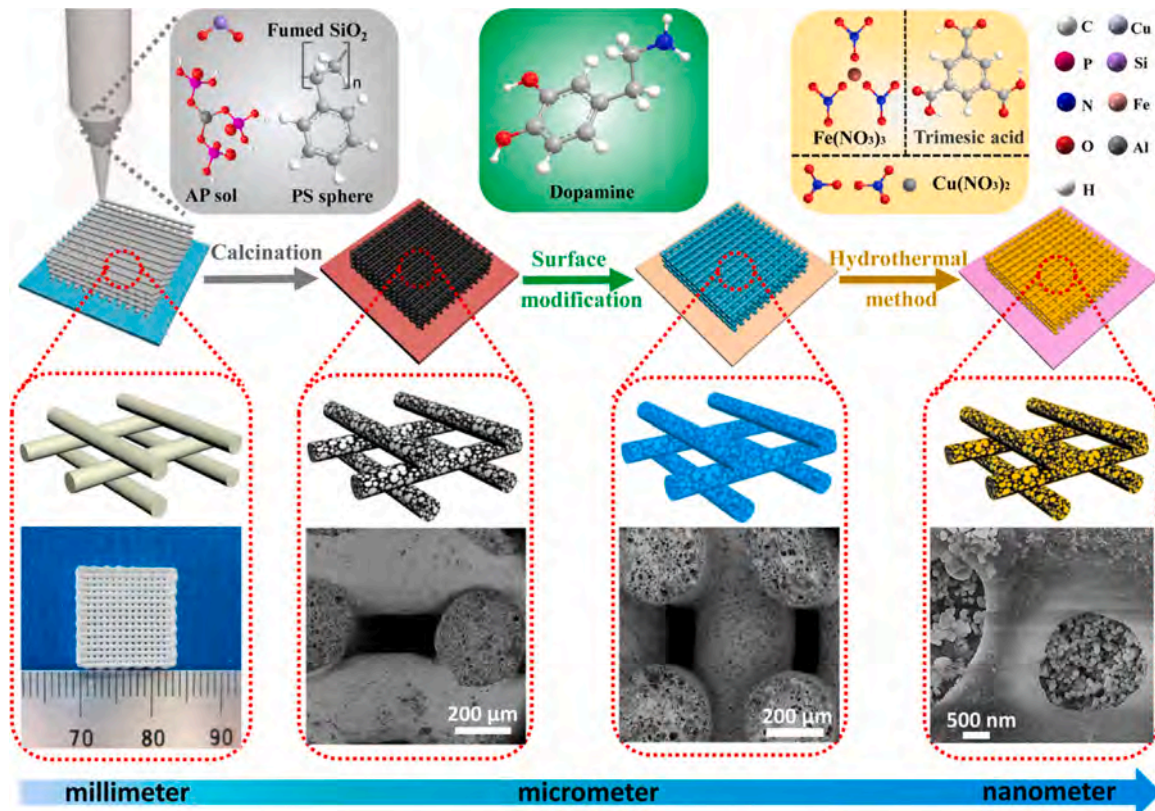 Fumed SiO₂
n
AP sol
PS sphere
Dopamine
Fe(NO₃)₃
Trimesic acid
Cu(NO₃)₂
C
Cu
P
Si
N
Fe
O
Al
H
Calcination
Surface
modification
Hydrothermal
method
70 80 90
200 µm
200 µm
500 nm
millimeter
micrometer
nanometer